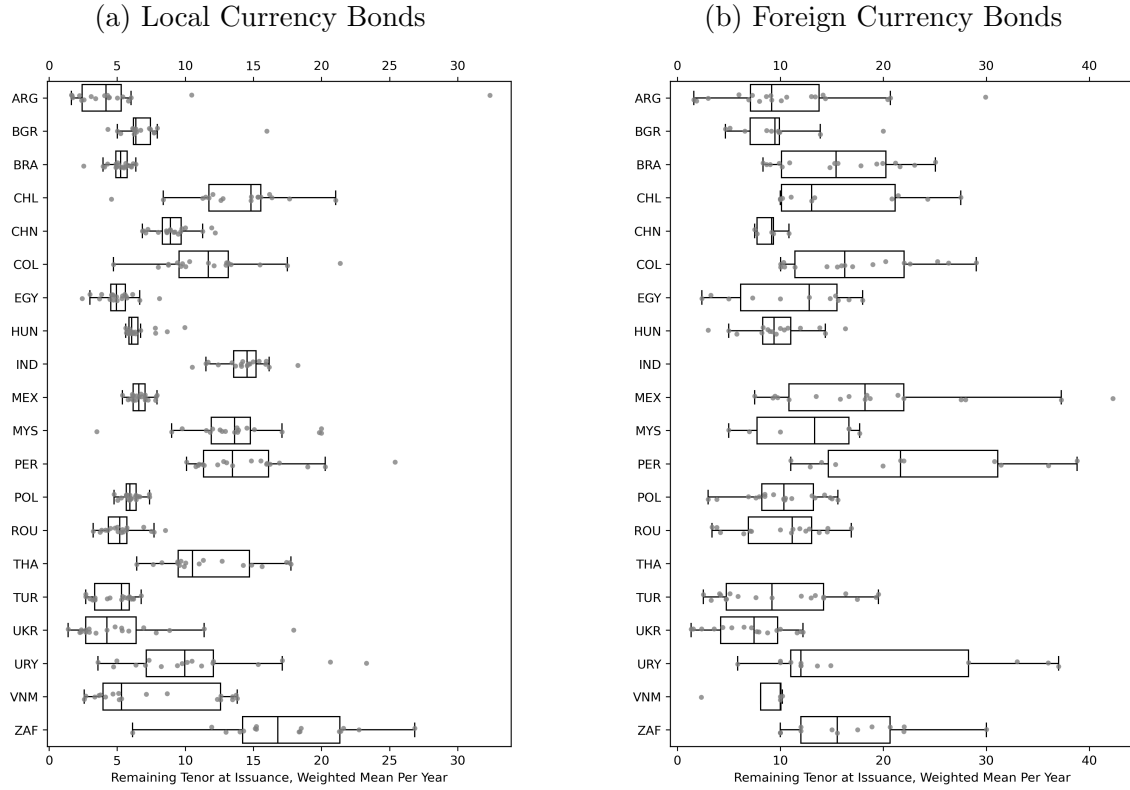 (a) Local Currency Bonds
0 5 10 15 20 25 30
ARG
BGR
BRA
CHL
CHN
COL
EGY
HUN
IND
MEX
MYS
PER
POL
ROU
THA
TUR
UKR
URY
VNM
ZAF
0 5 10 15 20 25 30
Remaining Tenor at Issuance, Weighted Mean Per Year
(b) Foreign Currency Bonds
0 10 20 30 40
ARG
BGR
BRA
CHL
CHN
COL
EGY
HUN
IND
MEX
MYS
PER
POL
ROU
THA
TUR
UKR
URY
VNM
ZAF
0 10 20 30 40
Remaining Tenor at Issuance, Weighted Mean Per Year